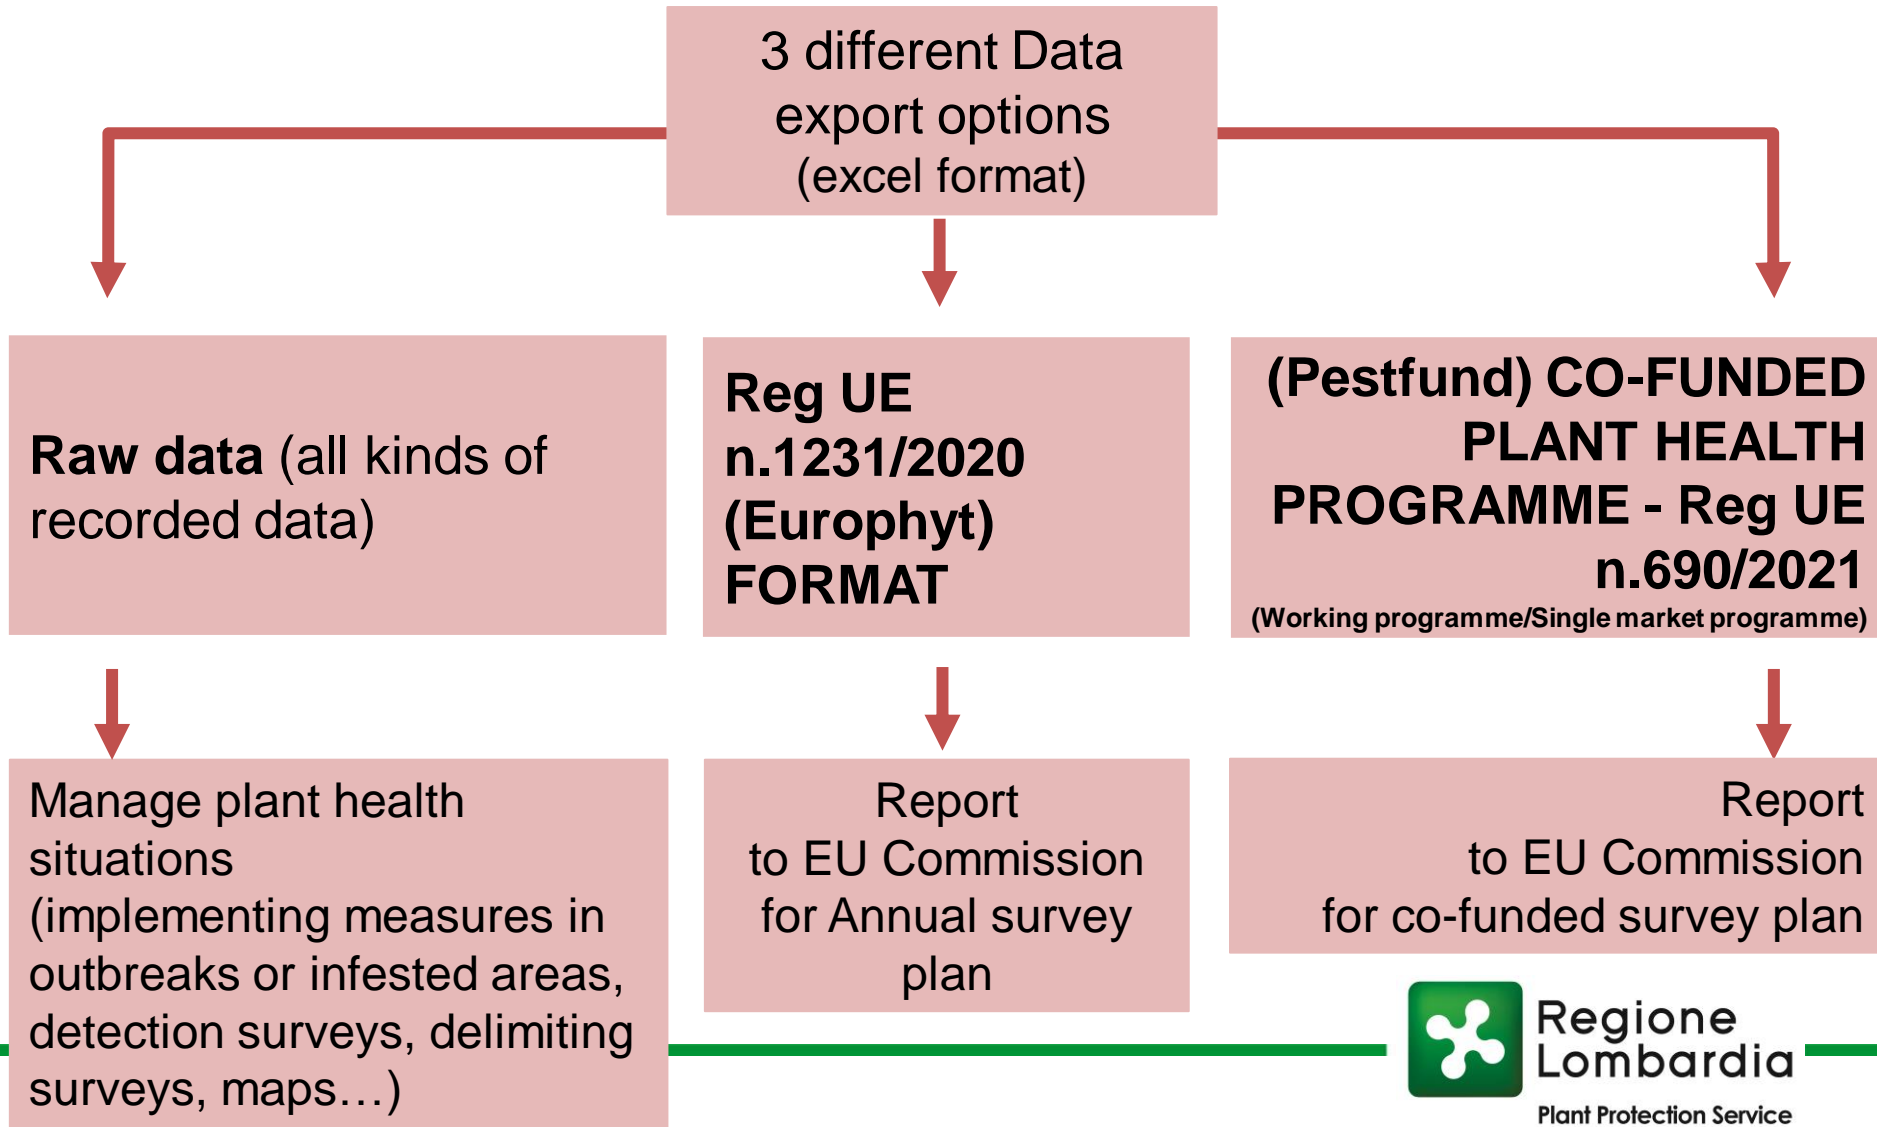 3 different Data
export options
(excel format)
Raw data (all kinds of
recorded data)
Reg UE
n.1231/2020
(Europhyt)
FORMAT
(Pestfund) CO-FUNDED
PLANT HEALTH
PROGRAMME - Reg UE
n.690/2021
(Working programme/Single market programme)
Manage plant health
situations
(implementing measures in
outbreaks or infested areas,
detection surveys, delimiting
surveys, maps…)
Report
to EU Commission
for Annual survey
plan
Report
to EU Commission
for co-funded survey plan
Regione
Lombardia
Plant Protection Service